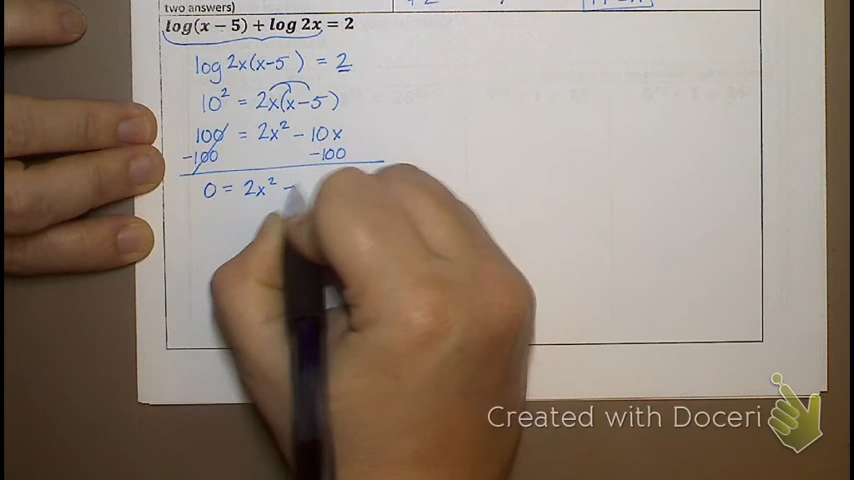 two answers)
log(x − 5) + log 2x = 2
log 2x(x-5) = 2
10² = 2x(x-5)
100 = 2x² - 10x
-100 -100
0 = 2x² -
Created with Doceri